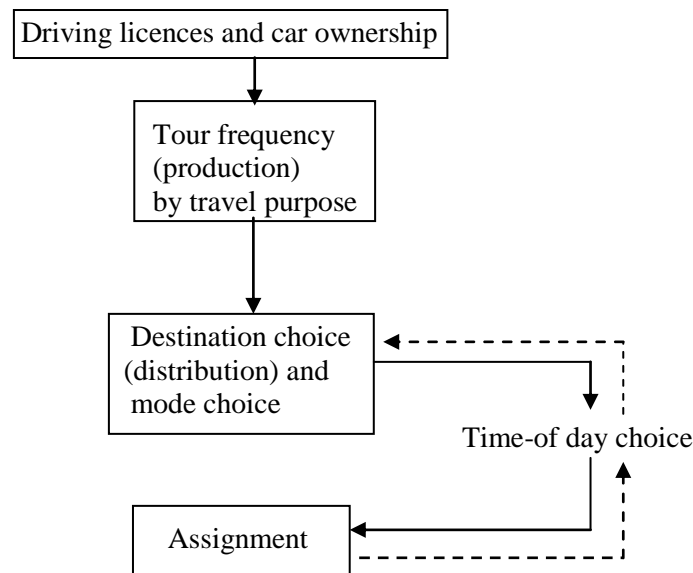 Driving licences and car ownership
Tour frequency
(production)
by travel purpose
Destination choice
(distribution) and
mode choice
Time-of day choice
Assignment